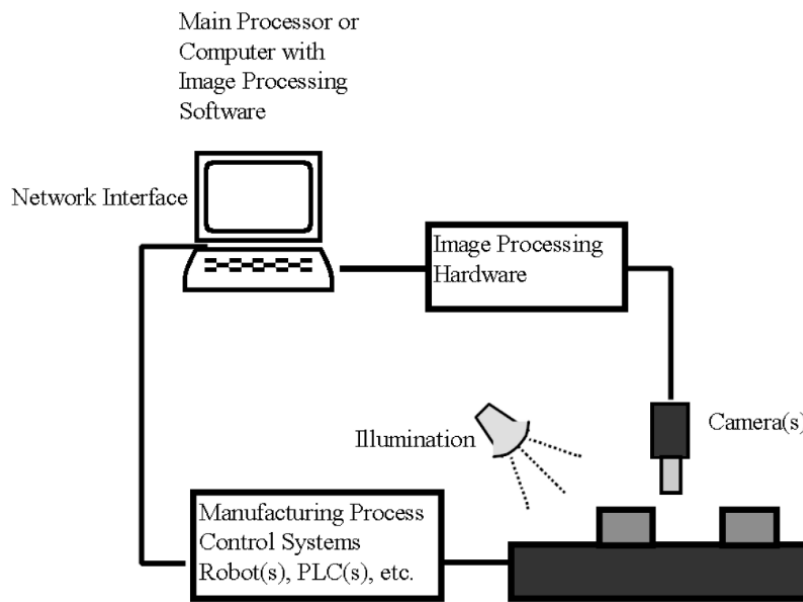 Main Processor or
Computer with
Image Processing
Software
Network Interface
Image Processing
Hardware
Illumination
Camera(s)
Manufacturing Process
Control Systems
Robot(s), PLC(s), etc.